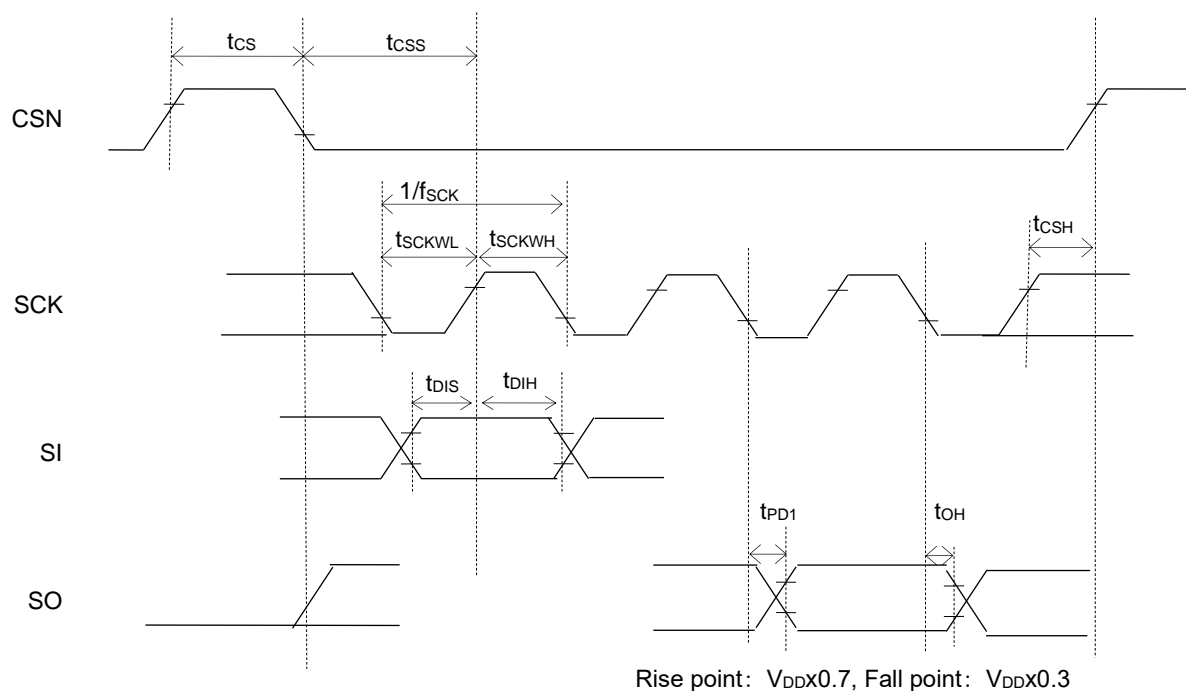 tCS
tCSS
CSN
1/fSCK
tSCKWL
tSCKWH
tCSH
SCK
tDIS
tDIH
SI
tPD1
tOH
SO
Rise point: VDDx0.7, Fall point: VDDx0.3